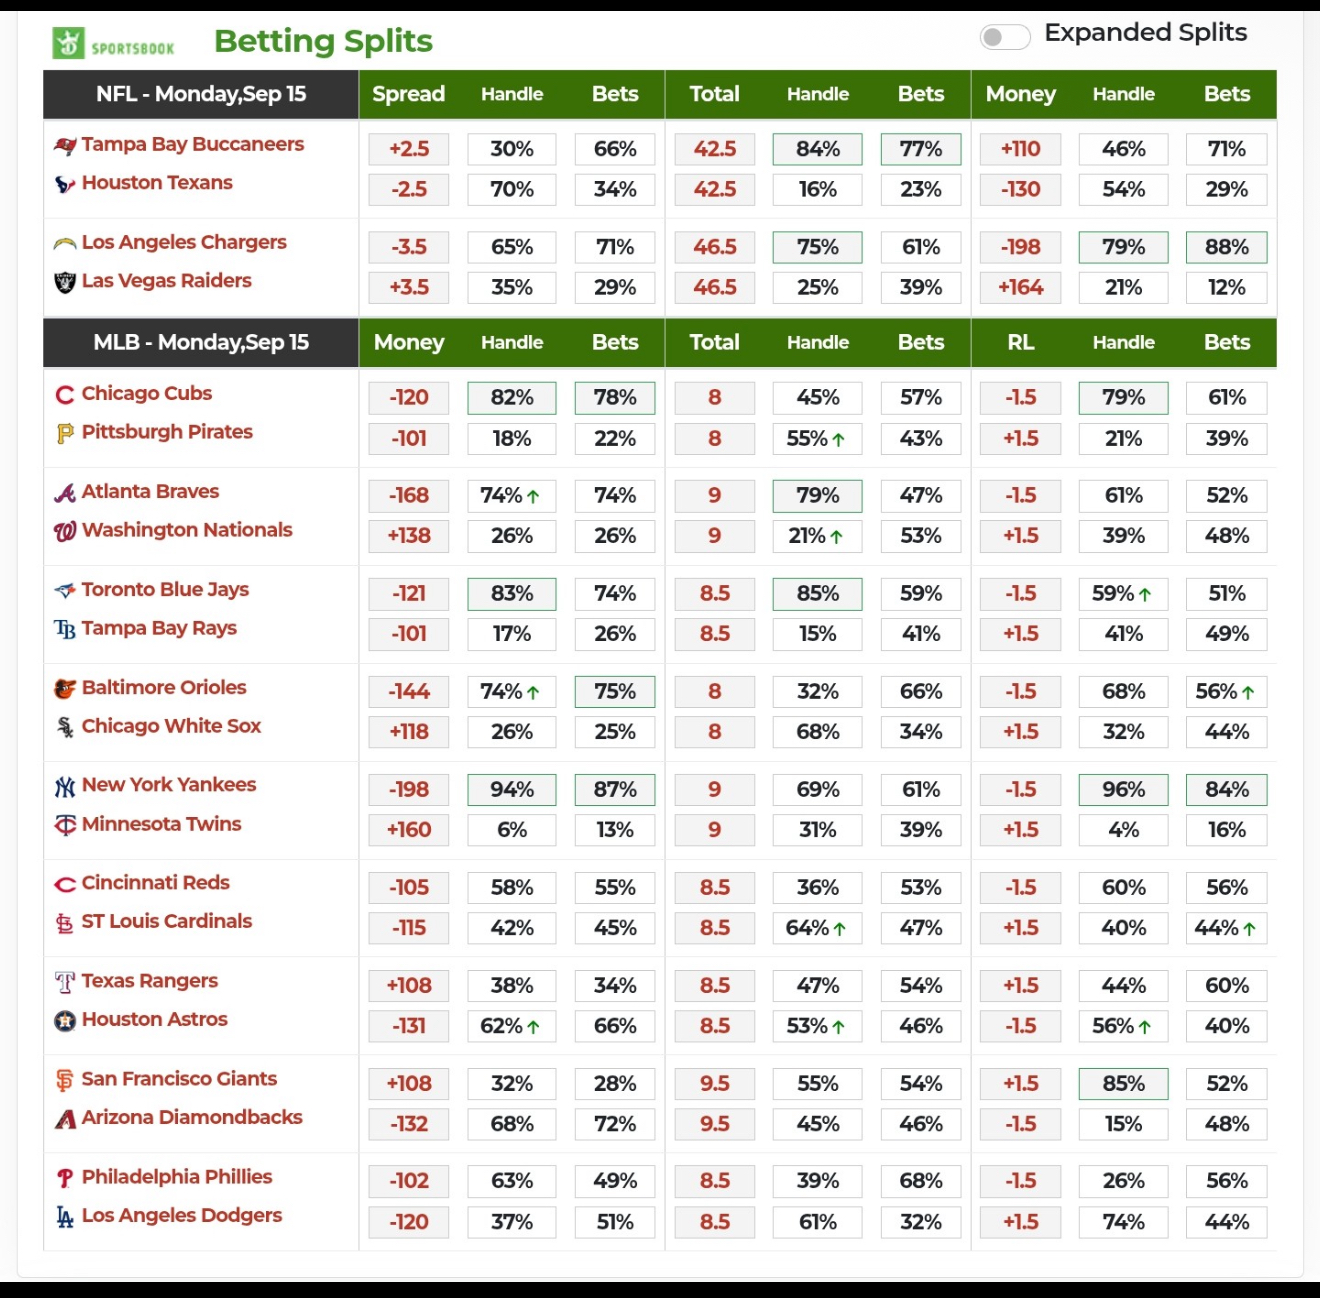 SPORTSBOOK Betting Splits Expanded Splits
NFL - Monday,Sep 15 Spread Handle Bets Total Handle Bets Money Handle Bets
Tampa Bay Buccaneers +2.5 30% 66% 42.5 84% 77% +110 46% 71%
Houston Texans -2.5 70% 34% 42.5 16% 23% -130 54% 29%
Los Angeles Chargers -3.5 65% 71% 46.5 75% 61% -198 79% 88%
Las Vegas Raiders +3.5 35% 29% 46.5 25% 39% +164 21% 12%
MLB - Monday,Sep 15 Money Handle Bets Total Handle Bets RL Handle Bets
Chicago Cubs -120 82% 78% 8 45% 57% -1.5 79% 61%
Pittsburgh Pirates -101 18% 22% 8 55% ↑ 43% +1.5 21% 39%
Atlanta Braves -168 74% ↑ 74% 9 79% 47% -1.5 61% 52%
Washington Nationals +138 26% 26% 9 21% ↑ 53% +1.5 39% 48%
Toronto Blue Jays -121 83% 74% 8.5 85% 59% -1.5 59% ↑ 51%
Tampa Bay Rays -101 17% 26% 8.5 15% 41% +1.5 41% 49%
Baltimore Orioles -144 74% ↑ 75% 8 32% 66% -1.5 68% 56% ↑
Chicago White Sox +118 26% 25% 8 68% 34% +1.5 32% 44%
New York Yankees -198 94% 87% 9 69% 61% -1.5 96% 84%
Minnesota Twins +160 6% 13% 9 31% 39% +1.5 4% 16%
Cincinnati Reds -105 58% 55% 8.5 36% 53% -1.5 60% 56%
ST Louis Cardinals -115 42% 45% 8.5 64% ↑ 47% +1.5 40% 44% ↑
Texas Rangers +108 38% 34% 8.5 47% 54% +1.5 44% 60%
Houston Astros -131 62% ↑ 66% 8.5 53% ↑ 46% -1.5 56% ↑ 40%
San Francisco Giants +108 32% 28% 9.5 55% 54% +1.5 85% 52%
Arizona Diamondbacks -132 68% 72% 9.5 45% 46% -1.5 15% 48%
Philadelphia Phillies -102 63% 49% 8.5 39% 68% -1.5 26% 56%
Los Angeles Dodgers -120 37% 51% 8.5 61% 32% +1.5 74% 44%